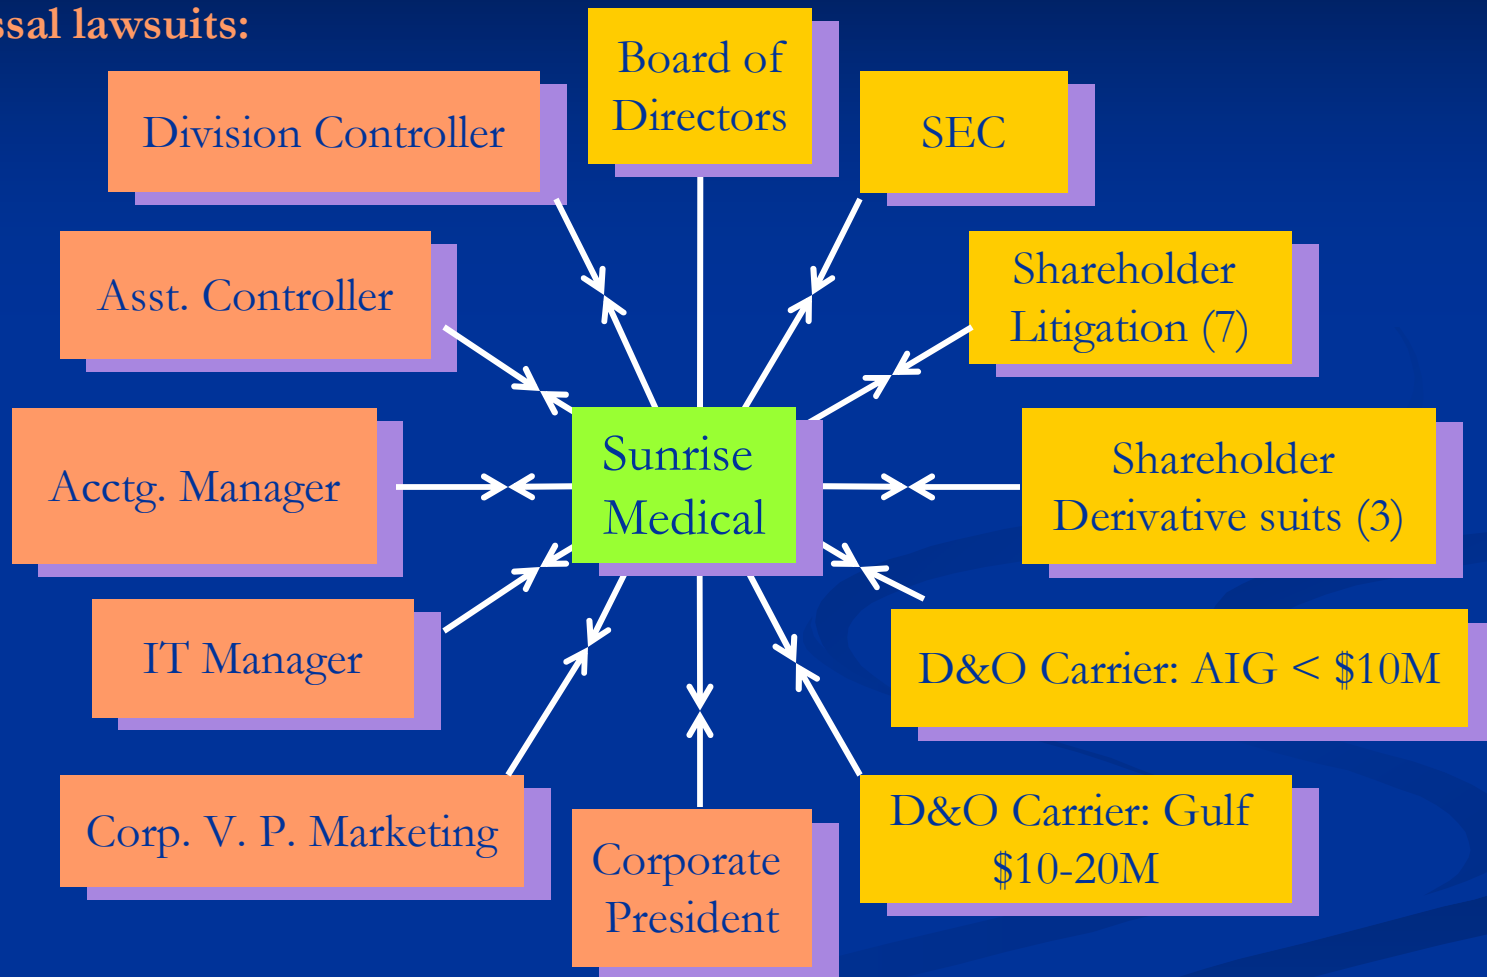 lawsuits:
Board of
Directors
Division Controller
SEC
Asst. Controller
Shareholder
Litigation (7)
Acctg. Manager
Sunrise
Medical
Shareholder
Derivative suits (3)
IT Manager
D&O Carrier: AIG < $10M
Corp. V. P. Marketing
Corporate
President
D&O Carrier: Gulf
$10-20M